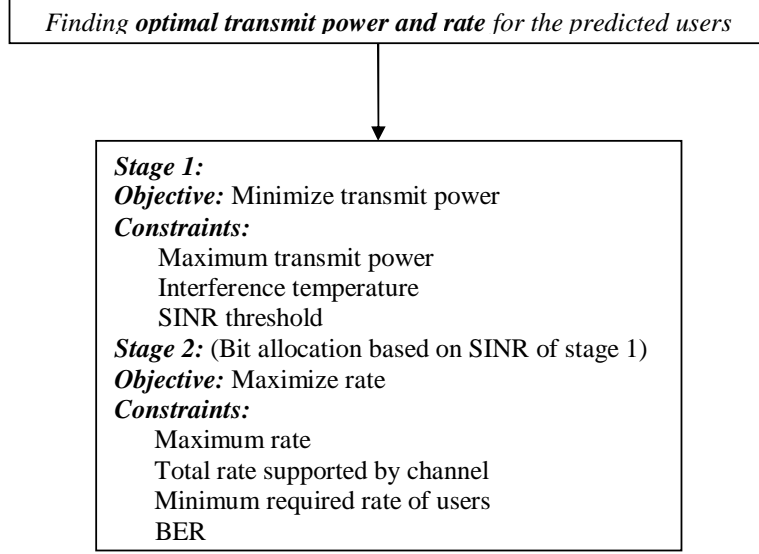 Finding optimal transmit power and rate for the predicted users
Stage 1:
Objective: Minimize transmit power
Constraints:
Maximum transmit power
Interference temperature
SINR threshold
Stage 2: (Bit allocation based on SINR of stage 1)
Objective: Maximize rate
Constraints:
Maximum rate
Total rate supported by channel
Minimum required rate of users
BER